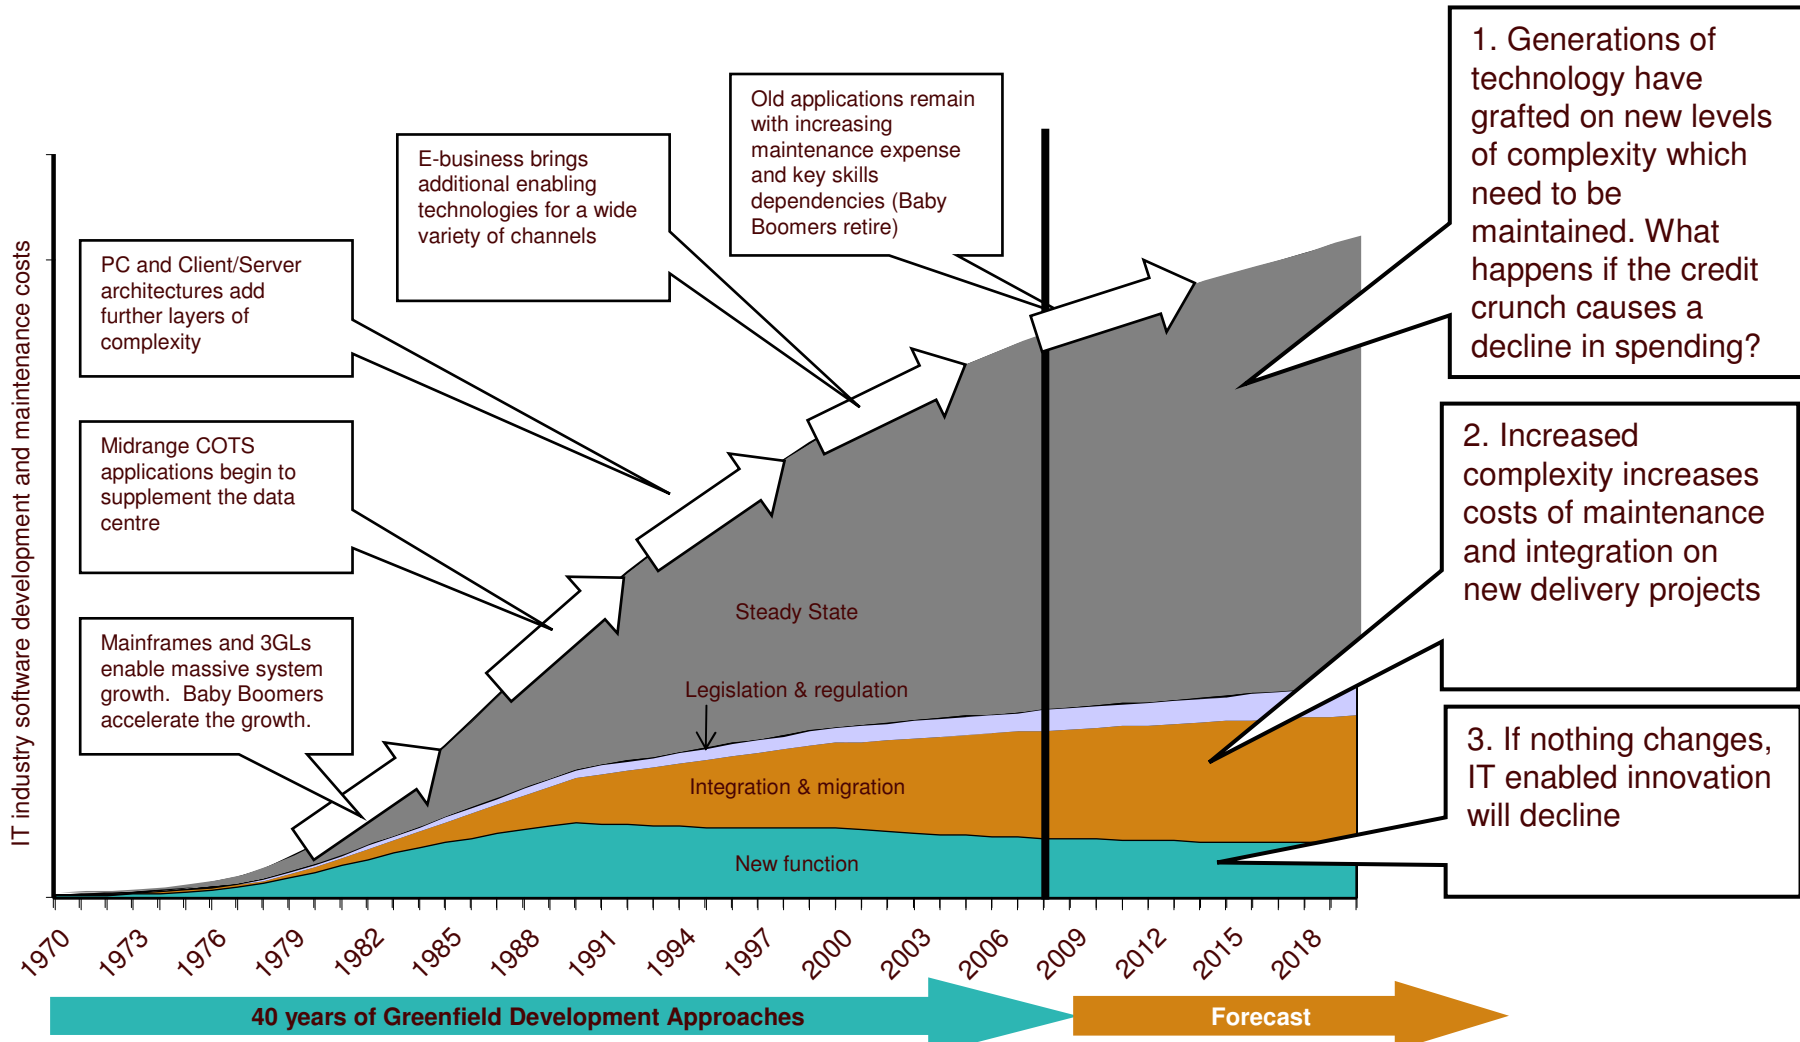 IT industry software development and maintenance costs
Mainframes and 3GLs
enable massive system
growth.  Baby Boomers
accelerate the growth.
Midrange COTS
applications begin to
supplement the data
centre
PC and Client/Server
architectures add
further layers of
complexity
E-business brings
additional enabling
technologies for a wide
variety of channels
Old applications remain
with increasing
maintenance expense
and key skills
dependencies (Baby
Boomers retire)
1. Generations of
technology have
grafted on new levels
of complexity which
need to be
maintained. What
happens if the credit
crunch causes a
decline in spending?
2. Increased
complexity increases
costs of maintenance
and integration on
new delivery projects
3. If nothing changes,
IT enabled innovation
will decline
Steady State
Legislation & regulation
Integration & migration
New function
1970
1973
1976
1979
1982
1985
1988
1991
1994
1997
2000
2003
2006
2009
2012
2015
2018
40 years of Greenfield Development Approaches
Forecast